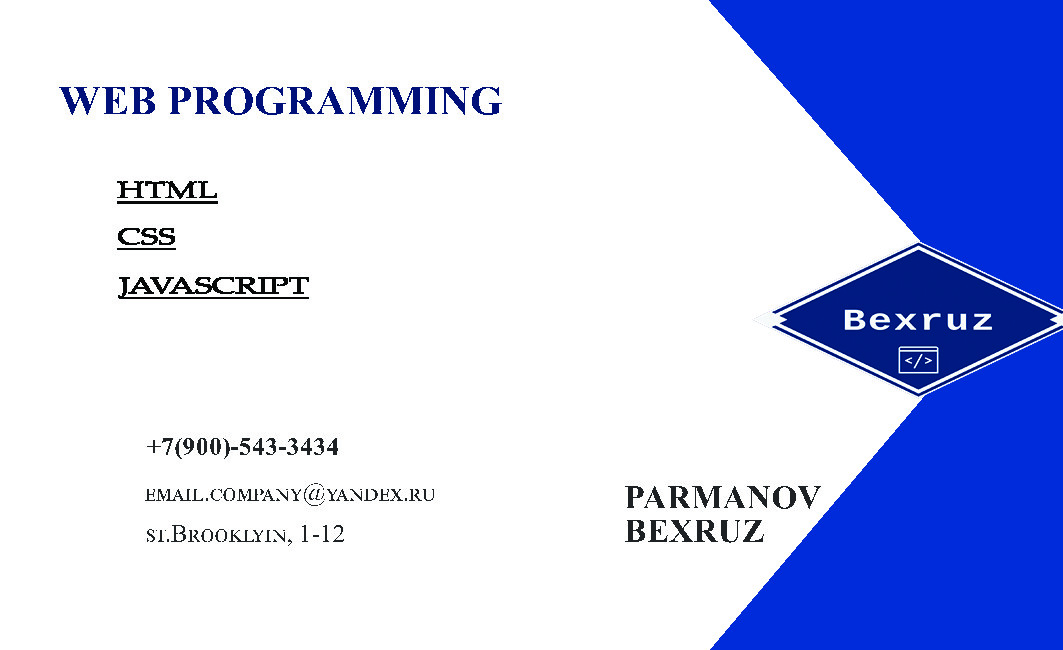 WEB PROGRAMMING
HTML
CSS
JAVASCRIPT
Bexruz
</>
+7(900)-543-3434
EMAIL.COMPANY@YANDEX.RU
ST.BROOKLYIN, 1-12
PARMANOV
BEXRUZ